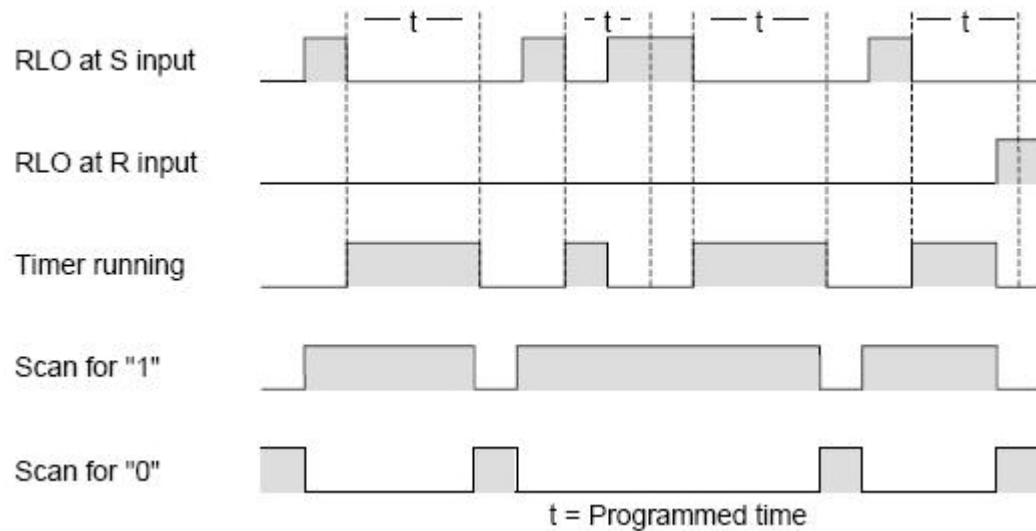 t t t t
RLO at S input
RLO at R input
Timer running
Scan for "1"
Scan for "0"
t = Programmed time